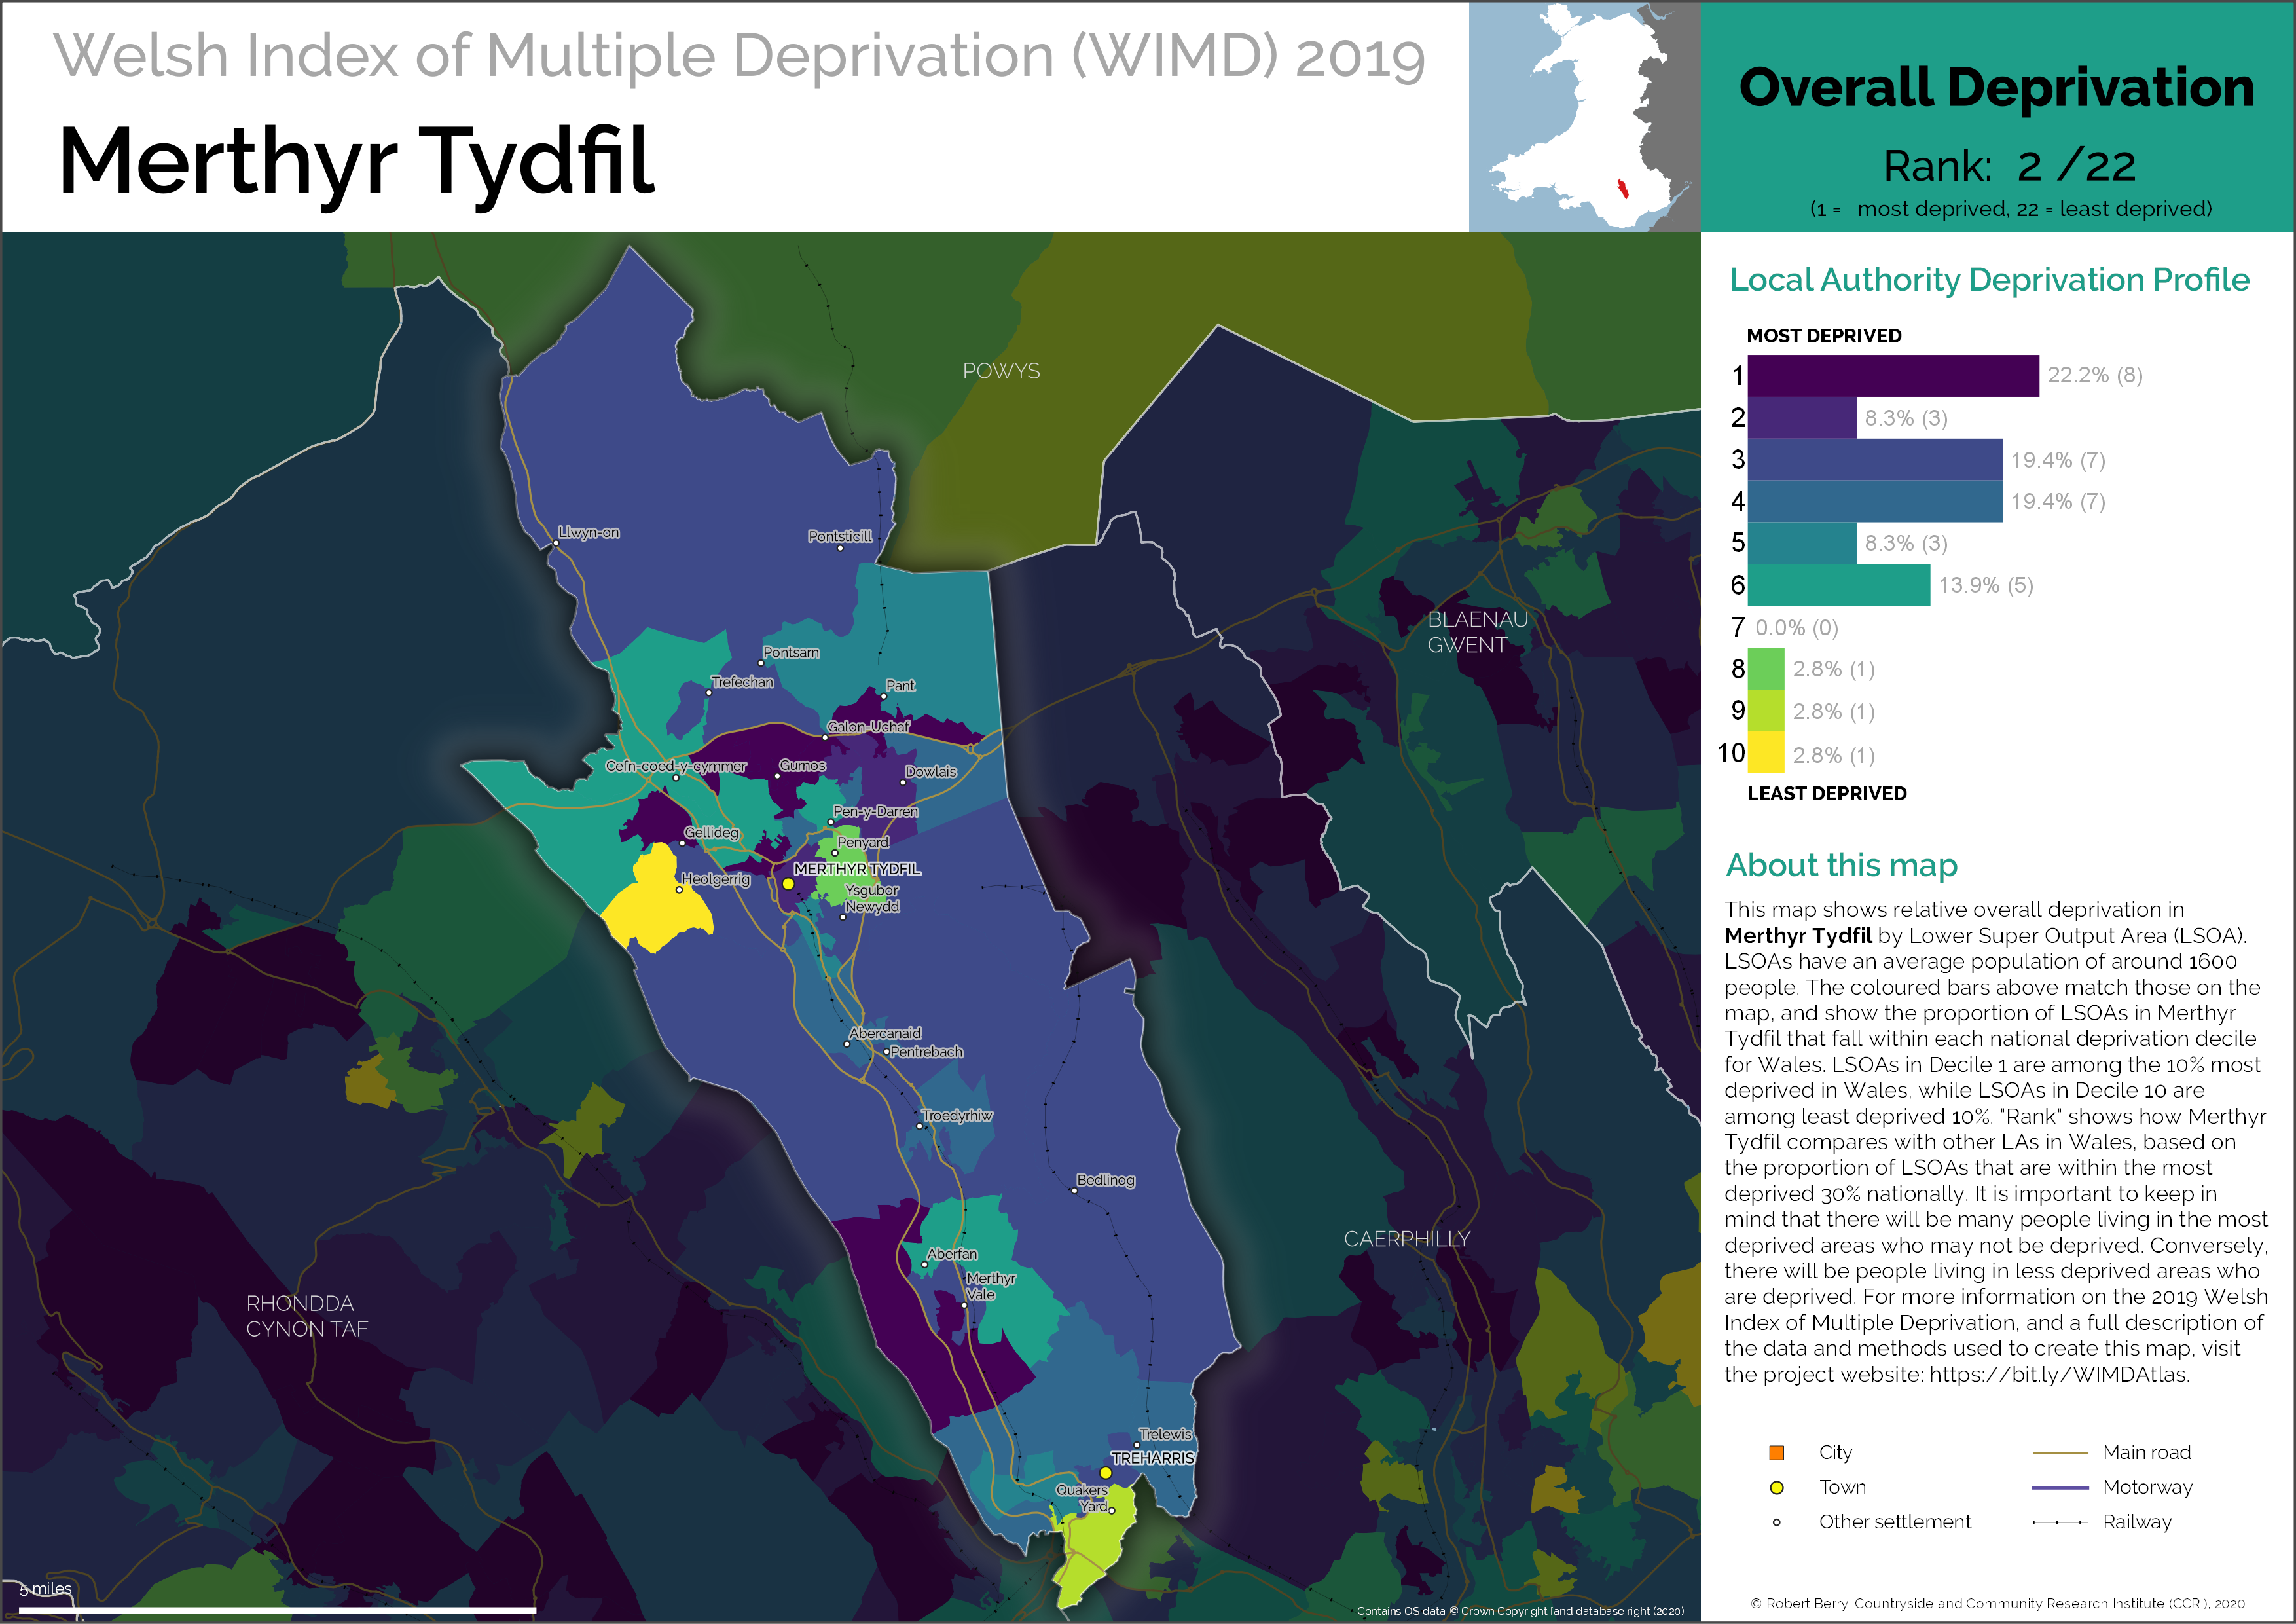 Welsh Index of Multiple Deprivation (WIMD) 2019
Merthyr Tydfil
Overall Deprivation
Rank: 2 /22
(1 = most deprived, 22 = least deprived)
Local Authority Deprivation Profile
MOST DEPRIVED
1 22.2% (8)
2 8.3% (3)
3 19.4% (7)
4 19.4% (7)
5 8.3% (3)
6 13.9% (5)
7 0.0% (0)
8 2.8% (1)
9 2.8% (1)
10 2.8% (1)
LEAST DEPRIVED
About this map
This map shows relative overall deprivation in
Merthyr Tydfil by Lower Super Output Area (LSOA).
LSOAs have an average population of around 1600
people. The coloured bars above match those on the
map, and show the proportion of LSOAs in Merthyr
Tydfil that fall within each national deprivation decile
for Wales. LSOAs in Decile 1 are among the 10% most
deprived in Wales, while LSOAs in Decile 10 are
among least deprived 10%. "Rank" shows how Merthyr
Tydfil compares with other LAs in Wales, based on
the proportion of LSOAs that are within the most
deprived 30% nationally. It is important to keep in
mind that there will be many people living in the most
deprived areas who may not be deprived. Conversely,
there will be people living in less deprived areas who
are deprived. For more information on the 2019 Welsh
Index of Multiple Deprivation, and a full description of
the data and methods used to create this map, visit
the project website: https://bit.ly/WIMDAtlas.
City
Town
Other settlement
Main road
Motorway
Railway
© Robert Berry, Countryside and Community Research Institute (CCRI), 2020
POWYS
BLAENAU
GWENT
CAERPHILLY
RHONDDA
CYNON TAF
Llwyn-on
Pontsticill
Pontsarn
Trefechan
Pant
Galon-Uchaf
Cefn-coed-y-cymmer
Gurnos
Dowlais
Pen-y-Darren
Gellideg
Penyard
MERTHYR TYDFIL
Heolgerrig
Ysgubor
Newydd
Abercanaid
Pentrebach
Troedyrhiw
Bedlinog
Aberfan
Merthyr
Vale
Trelewis
TREHARRIS
Quakers
Yard
5 miles
Contains OS data © Crown Copyright [and database right (2020)